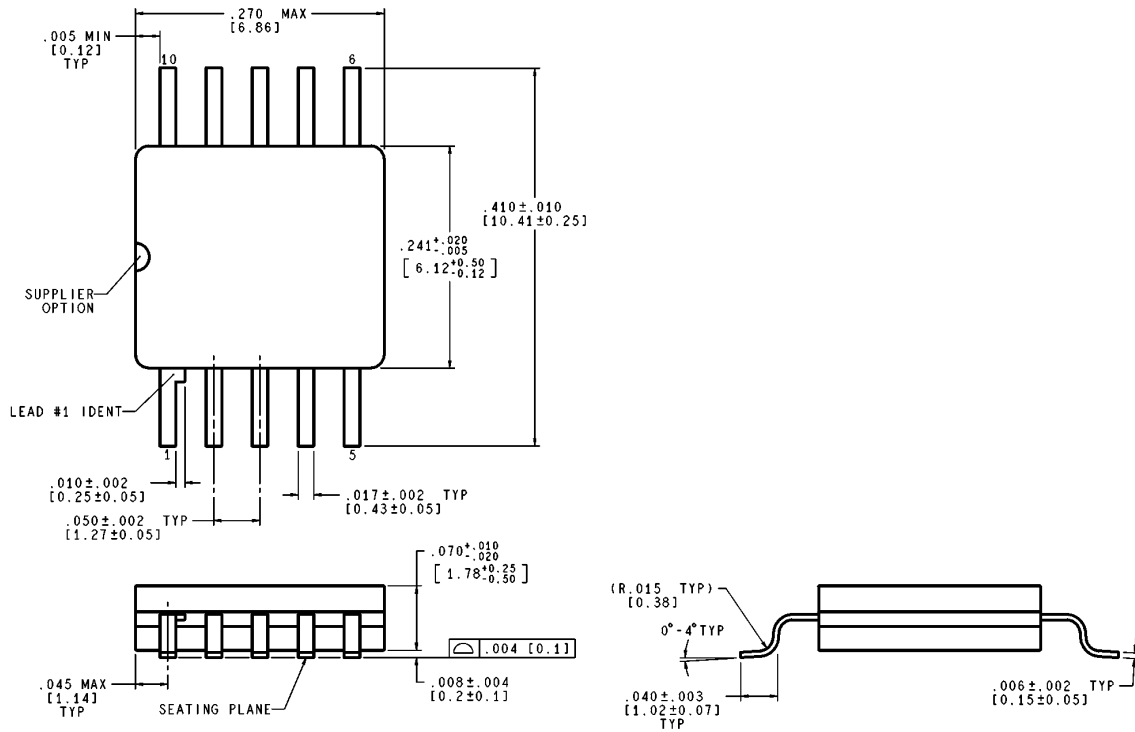 .270 MAX
[6.86]
.005 MIN
[0.12]
TYP
10
6
.410±.010
[10.41±0.25]
.241+.020
-.005
[6.12+0.50
-0.12]
SUPPLIER
OPTION
LEAD #1 IDENT
1
5
.010±.002
[0.25±0.05]
.017±.002 TYP
[0.43±0.05]
.050±.002 TYP
[1.27±0.05]
.070+.010
-.020
[1.78+0.25
-0.50]
(R.015 TYP)
[0.38]
0°-4° TYP
.004 [0.1]
.045 MAX
[1.14]
TYP
SEATING PLANE
.008±.004
[0.2±0.1]
.040±.003
[1.02±0.07]
TYP
.006±.002 TYP
[0.15±0.05]